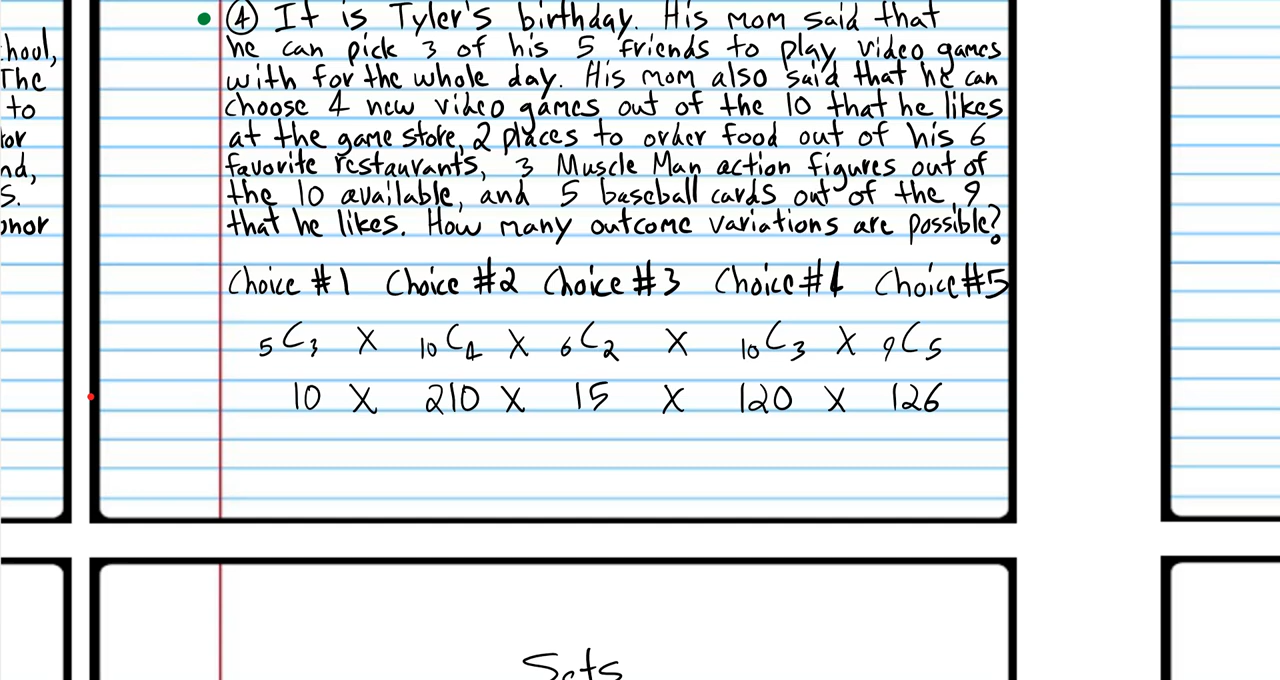 ④ It is Tyler's birthday. His mom said that
he can pick 3 of his 5 friends to play video games
with for the whole day. His mom also said that he can
choose 4 new video games out of the 10 that he likes
at the game store, 2 places to order food out of his 6
favorite restaurants, 3 Muscle Man action figures out of
the 10 available, and 5 baseball cards out of the 9
that he likes. How many outcome variations are possible?
Choice #1 Choice #2 Choice #3 Choice #4 Choice #5
₅C₃ X ₁₀C₄ X ₆C₂ X ₁₀C₃ X ₉C₅
10 X 210 X 15 X 120 X 126
hool,
The
to
nd,
S.
Sets